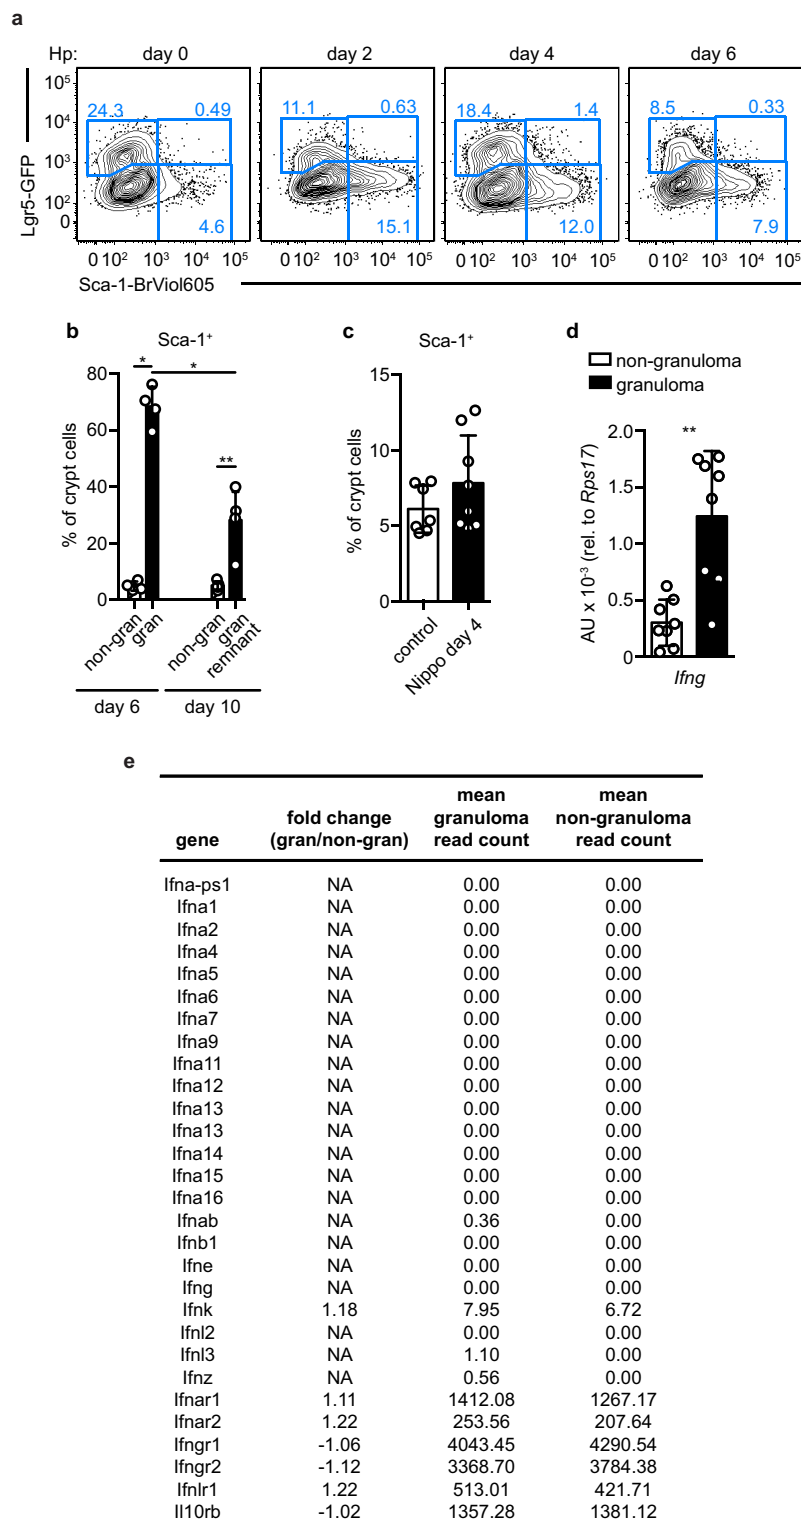 a
Hp: day 0 day 2 day 4 day 6
Lgr5-GFP
10⁵
10⁴
10³
10²
0
24.3 0.49 4.6
11.1 0.63 15.1
18.4 1.4 12.0
8.5 0.33 7.9
0 10² 10³ 10⁴ 10⁵ 0 10² 10³ 10⁴ 10⁵ 0 10² 10³ 10⁴ 10⁵ 0 10² 10³ 10⁴ 10⁵
Sca-1-BrViol605
b
Sca-1⁺
% of crypt cells
80
60
40
20
0
* * **
non-gran gran non-gran gran remnant
day 6 day 10
c
Sca-1⁺
% of crypt cells
15
10
5
0
control Nippo day 4
d
non-granuloma
granuloma
AU x 10⁻³ (rel. to Rps17)
**
2.0
1.5
1.0
0.5
0
Ifng
e
gene fold change (gran/non-gran) mean granuloma read count mean non-granuloma read count
Ifna-ps1 NA 0.00 0.00
Ifna1 NA 0.00 0.00
Ifna2 NA 0.00 0.00
Ifna4 NA 0.00 0.00
Ifna5 NA 0.00 0.00
Ifna6 NA 0.00 0.00
Ifna7 NA 0.00 0.00
Ifna9 NA 0.00 0.00
Ifna11 NA 0.00 0.00
Ifna12 NA 0.00 0.00
Ifna13 NA 0.00 0.00
Ifna13 NA 0.00 0.00
Ifna14 NA 0.00 0.00
Ifna15 NA 0.00 0.00
Ifna16 NA 0.00 0.00
Ifnab NA 0.36 0.00
Ifnb1 NA 0.00 0.00
Ifne NA 0.00 0.00
Ifng NA 0.00 0.00
Ifnk 1.18 7.95 6.72
Ifnl2 NA 0.00 0.00
Ifnl3 NA 1.10 0.00
Ifnz NA 0.56 0.00
Ifnar1 1.11 1412.08 1267.17
Ifnar2 1.22 253.56 207.64
Ifngr1 -1.06 4043.45 4290.54
Ifngr2 -1.12 3368.70 3784.38
Ifnlr1 1.22 513.01 421.71
Il10rb -1.02 1357.28 1381.12